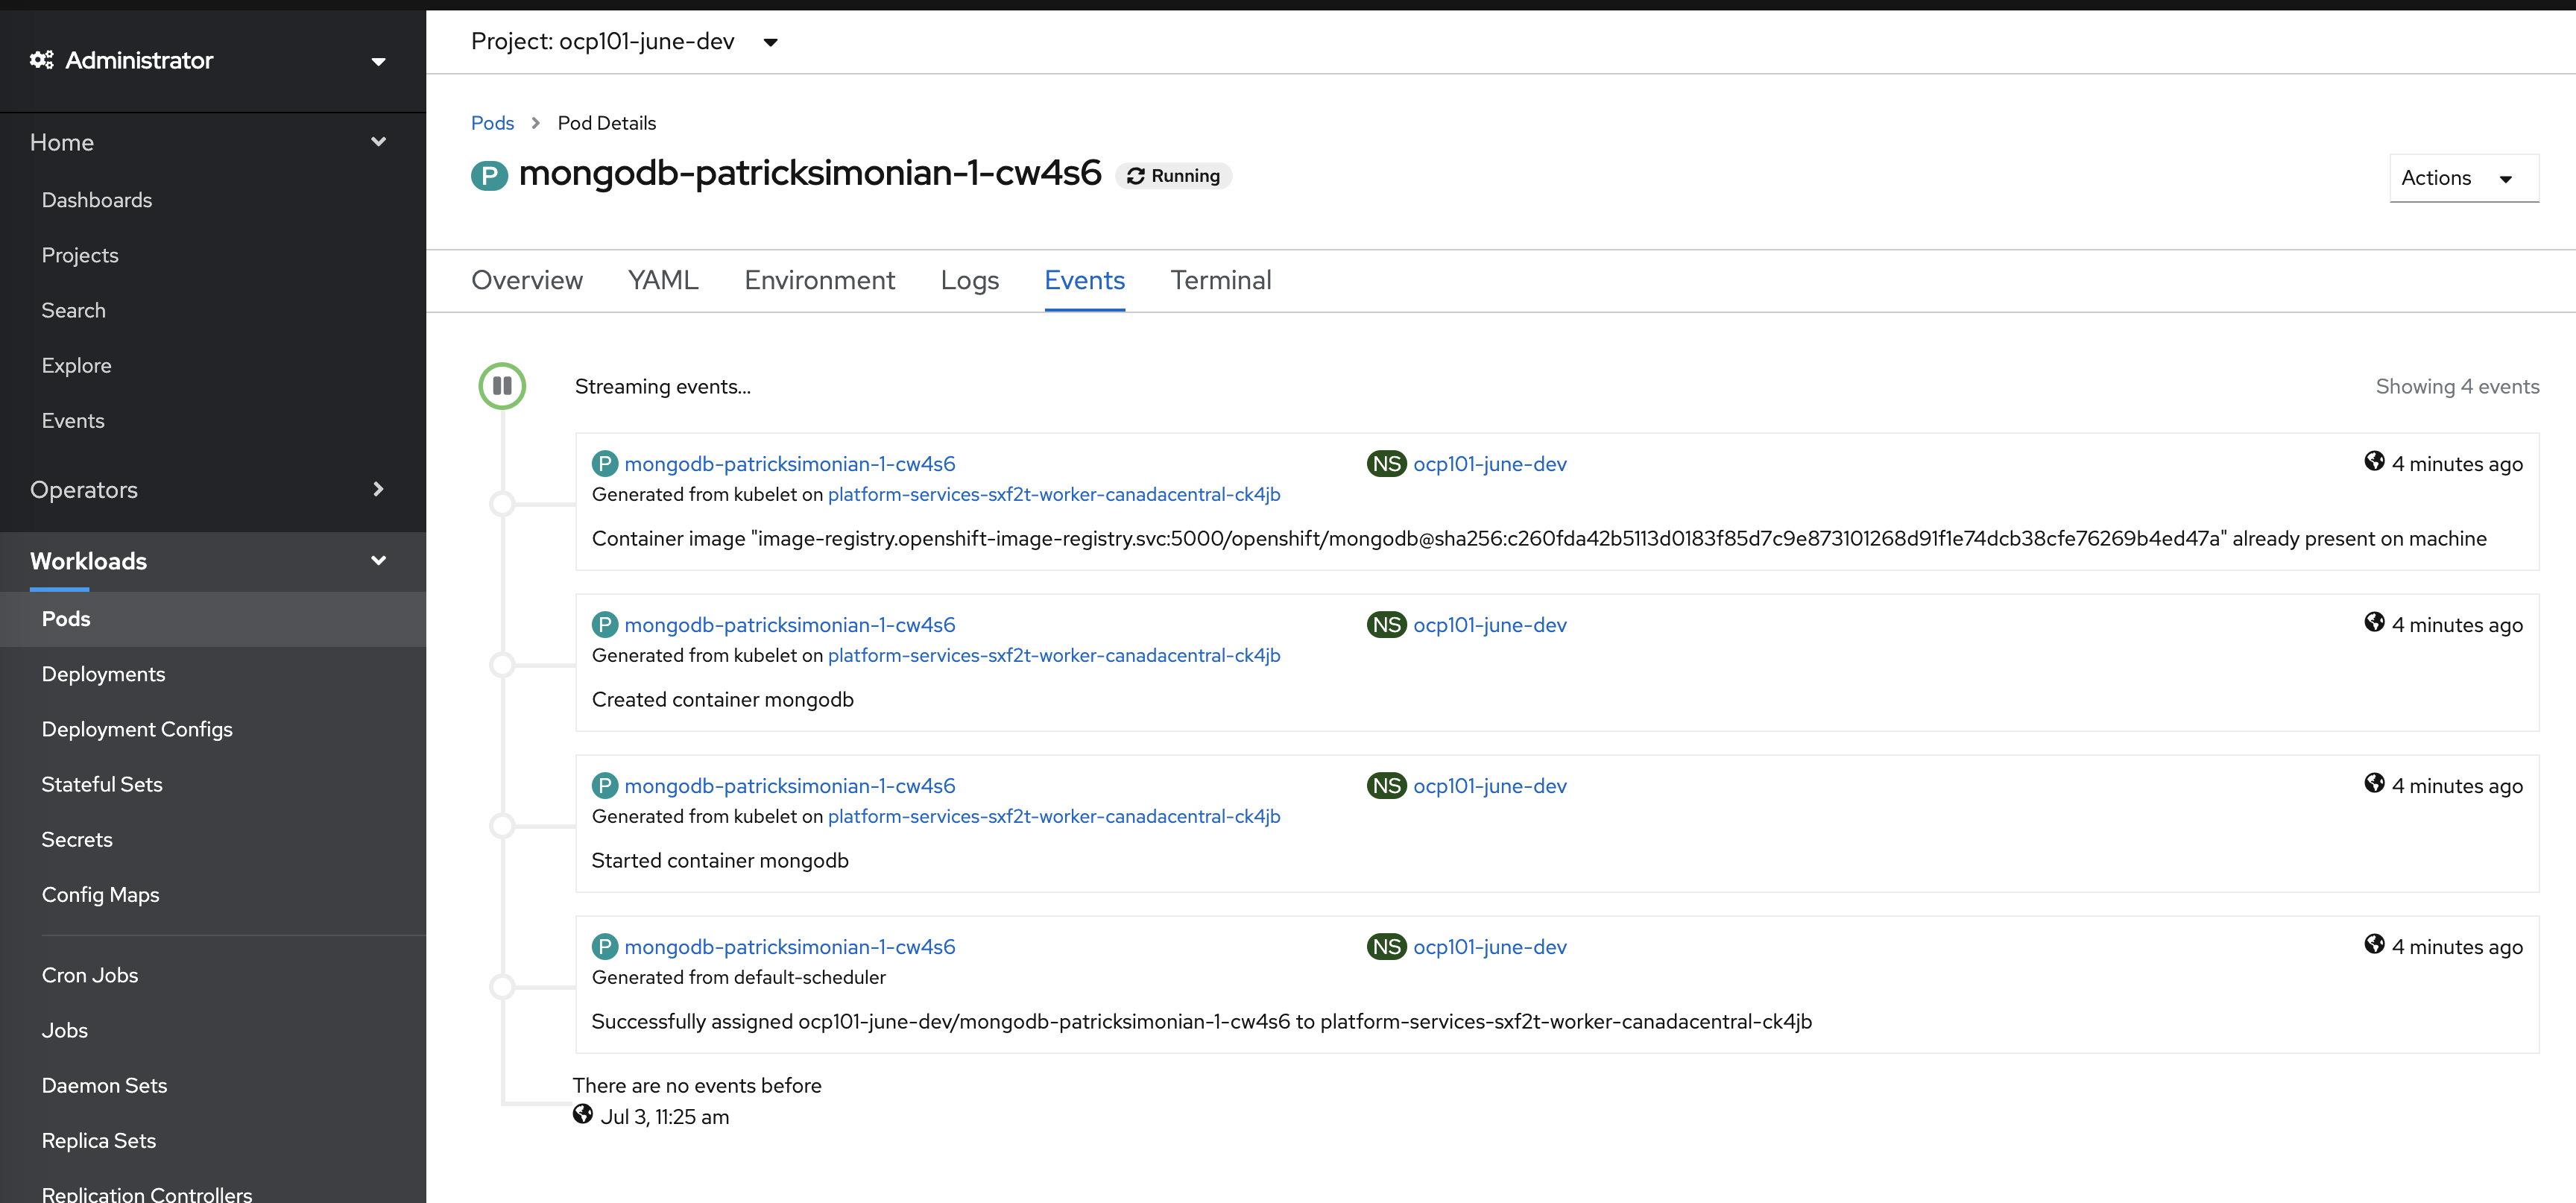 Administrator
Home
Dashboards
Projects
Search
Explore
Events
Operators
Workloads
Pods
Deployments
Deployment Configs
Stateful Sets
Secrets
Config Maps
Cron Jobs
Jobs
Daemon Sets
Replica Sets
Replication Controllers
Project: ocp101-june-dev
Pods > Pod Details
P mongodb-patricksimonian-1-cw4s6 Running
Actions
Overview YAML Environment Logs Events Terminal
Streaming events...
Showing 4 events
P mongodb-patricksimonian-1-cw4s6 NS ocp101-june-dev 4 minutes ago
Generated from kubelet on platform-services-sxf2t-worker-canadacentral-ck4jb
Container image "image-registry.openshift-image-registry.svc:5000/openshift/mongodb@sha256:c260fda42b5113d0183f85d7c9e873101268d91f1e74dcb38cfe76269b4ed47a" already present on machine
P mongodb-patricksimonian-1-cw4s6 NS ocp101-june-dev 4 minutes ago
Generated from kubelet on platform-services-sxf2t-worker-canadacentral-ck4jb
Created container mongodb
P mongodb-patricksimonian-1-cw4s6 NS ocp101-june-dev 4 minutes ago
Generated from kubelet on platform-services-sxf2t-worker-canadacentral-ck4jb
Started container mongodb
P mongodb-patricksimonian-1-cw4s6 NS ocp101-june-dev 4 minutes ago
Generated from default-scheduler
Successfully assigned ocp101-june-dev/mongodb-patricksimonian-1-cw4s6 to platform-services-sxf2t-worker-canadacentral-ck4jb
There are no events before
Jul 3, 11:25 am